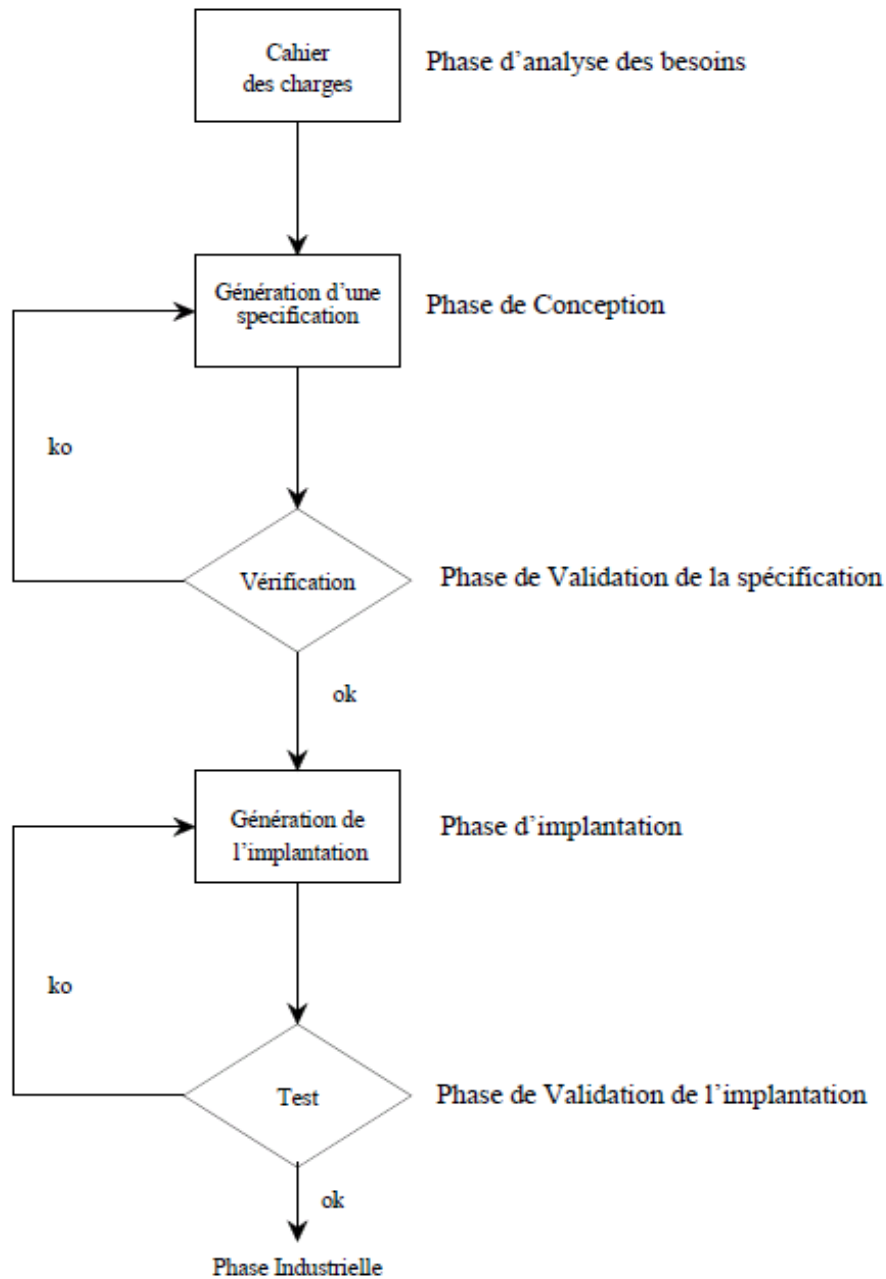 Cahier
des charges
Phase d’analyse des besoins
Génération d’une
specification
Phase de Conception
ko
Vérification
Phase de Validation de la spécification
ok
Génération de
l’implantation
Phase d’implantation
ko
Test
Phase de Validation de l’implantation
ok
Phase Industrielle